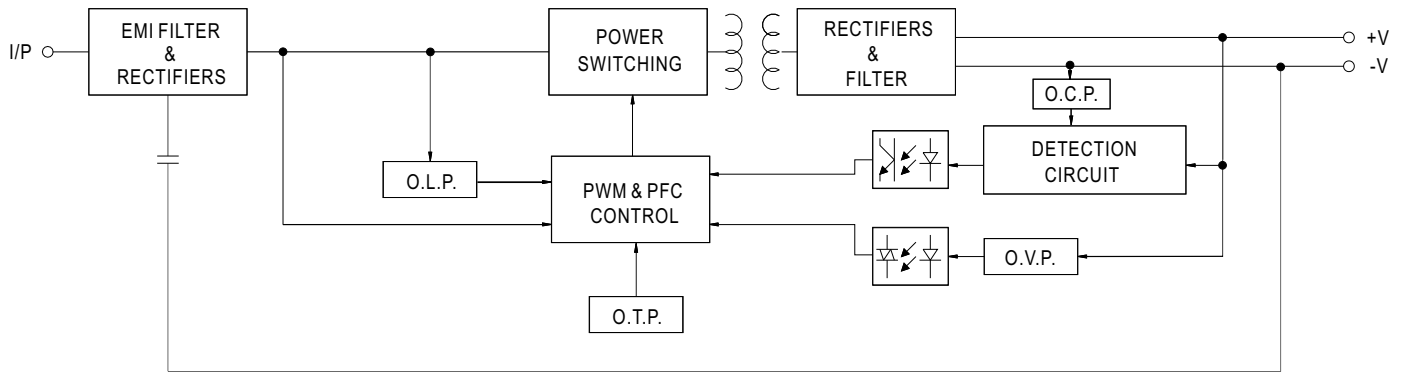 I/P
EMI FILTER
&
RECTIFIERS
POWER
SWITCHING
RECTIFIERS
&
FILTER
+V
-V
O.C.P.
DETECTION
CIRCUIT
O.L.P.
PWM & PFC
CONTROL
O.V.P.
O.T.P.